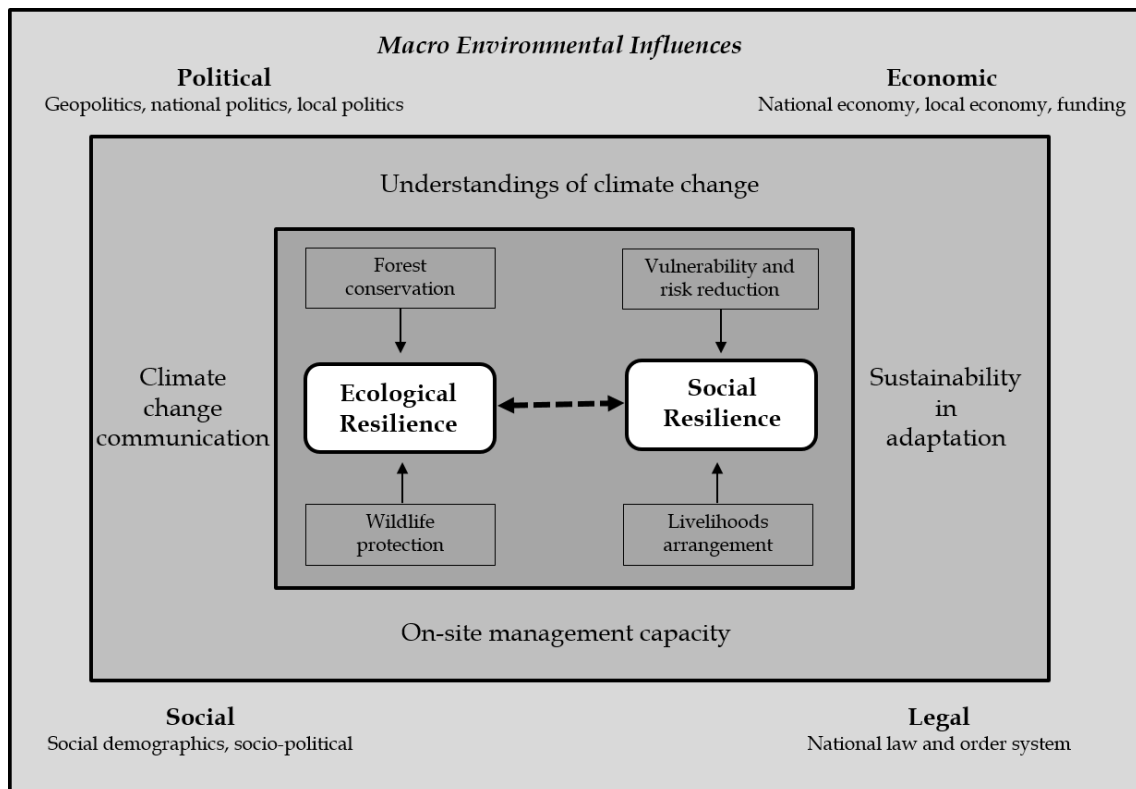 Macro Environmental Influences
Political
Geopolitics, national politics, local politics
Economic
National economy, local economy, funding
Understandings of climate change
Forest
conservation
Vulnerability and
risk reduction
Climate
change
communication
Ecological
Resilience
Social
Resilience
Sustainability
in
adaptation
Wildlife
protection
Livelihoods
arrangement
On-site management capacity
Social
Social demographics, socio-political
Legal
National law and order system